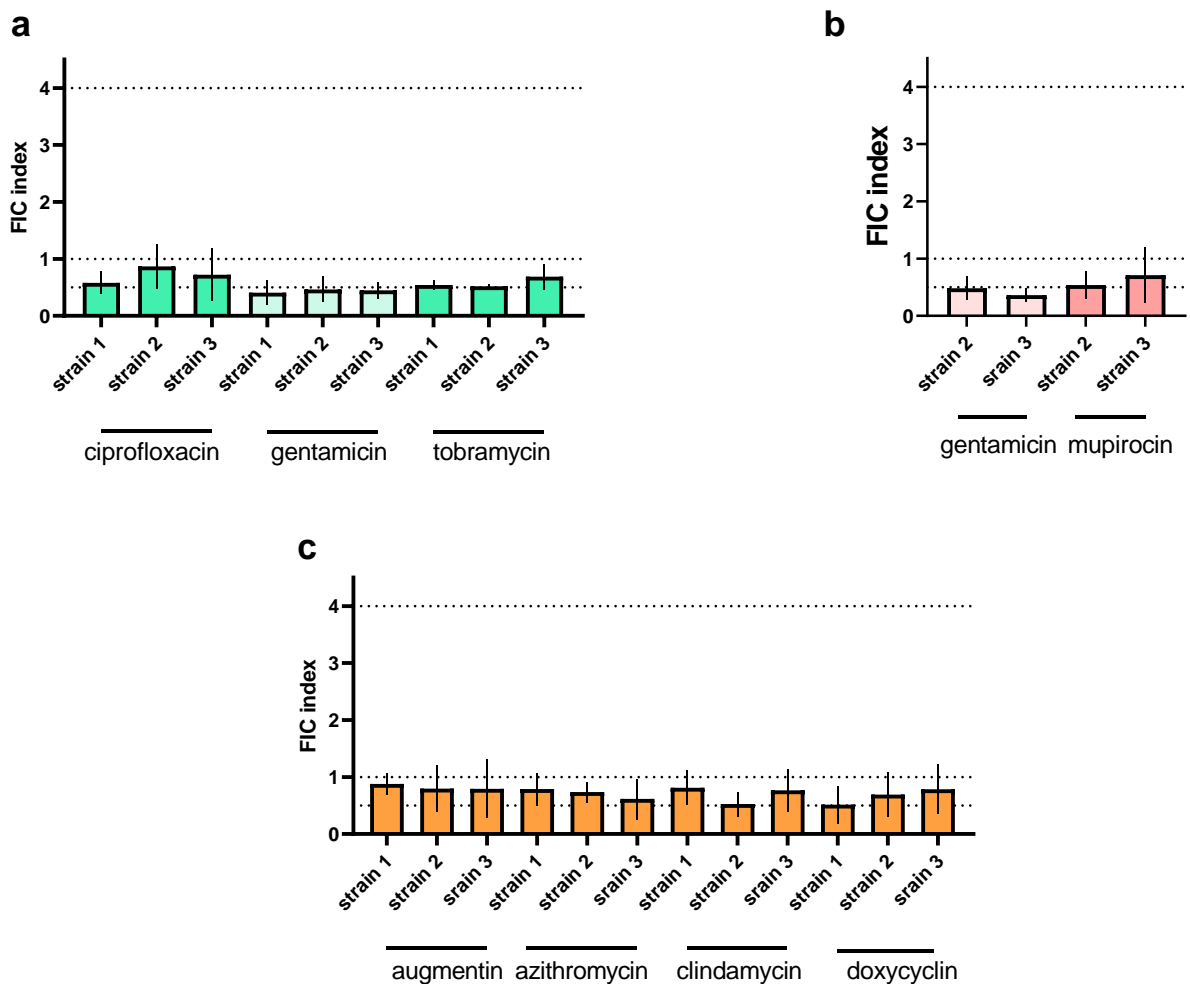 a
FIC index
4
3
2
1
0
strain 1
strain 2
strain 3
strain 1
strain 2
strain 3
strain 1
strain 2
strain 3
ciprofloxacin
gentamicin
tobramycin
b
FIC index
4
3
2
1
0
strain 2
srain 3
strain 2
strain 3
gentamicin
mupirocin
c
FIC index
4
3
2
1
0
strain 1
strain 2
srain 3
strain 1
strain 2
srain 3
strain 1
strain 2
srain 3
strain 1
strain 2
srain 3
augmentin
azithromycin
clindamycin
doxycyclin